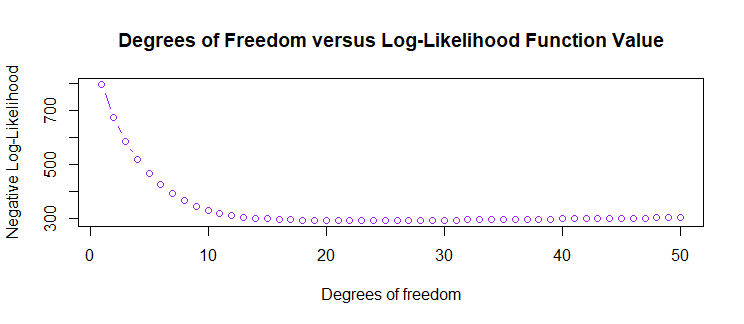 Degrees of Freedom versus Log-Likelihood Function Value
Negative Log-Likelihood
700
500
300
0 10 20 30 40 50
Degrees of freedom